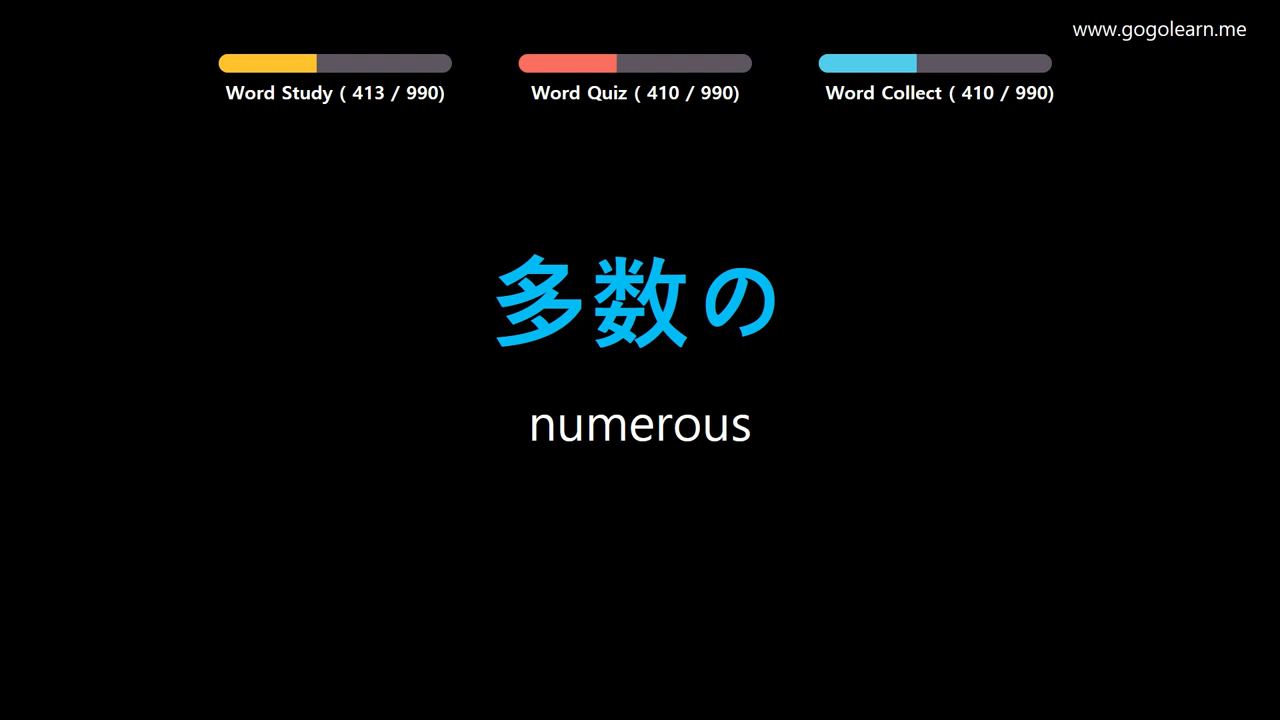 www.gogolearn.me
Word Study ( 413 / 990)
Word Quiz ( 410 / 990)
Word Collect ( 410 / 990)
多数の
numerous